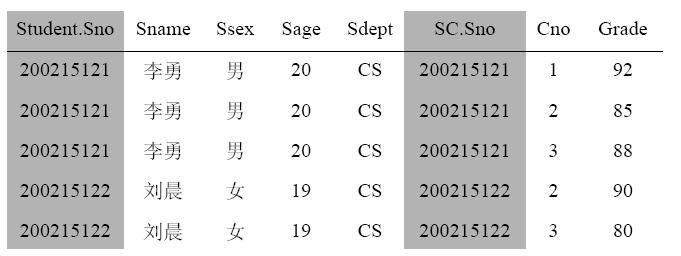 Student.Sno Sname Ssex Sage Sdept SC.Sno Cno Grade
200215121 李勇 男 20 CS 200215121 1 92
200215121 李勇 男 20 CS 200215121 2 85
200215121 李勇 男 20 CS 200215121 3 88
200215122 刘晨 女 19 CS 200215122 2 90
200215122 刘晨 女 19 CS 200215122 3 80